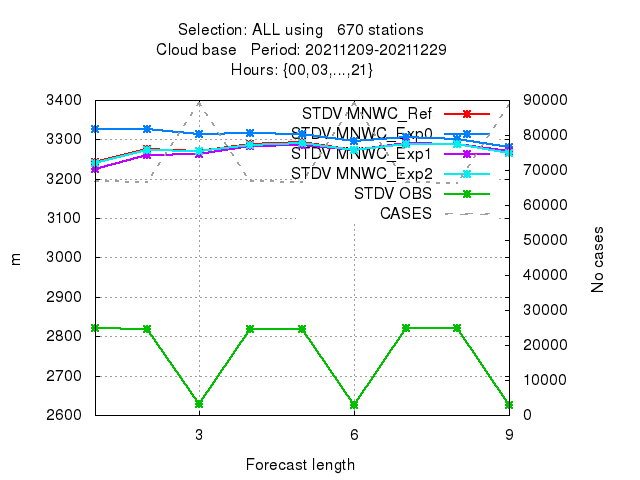 Selection: ALL using   670 stations
Cloud base   Period: 20211209-20211229
Hours: {00,03,...,21}
3400
3300
3200
3100
3000
2900
2800
2700
2600
m
STDV MNWC_Ref
STDV MNWC_Exp0
STDV MNWC_Exp1
STDV MNWC_Exp2
STDV OBS
CASES
90000
80000
70000
60000
50000
40000
30000
20000
10000
0
No cases
3 6 9
Forecast length